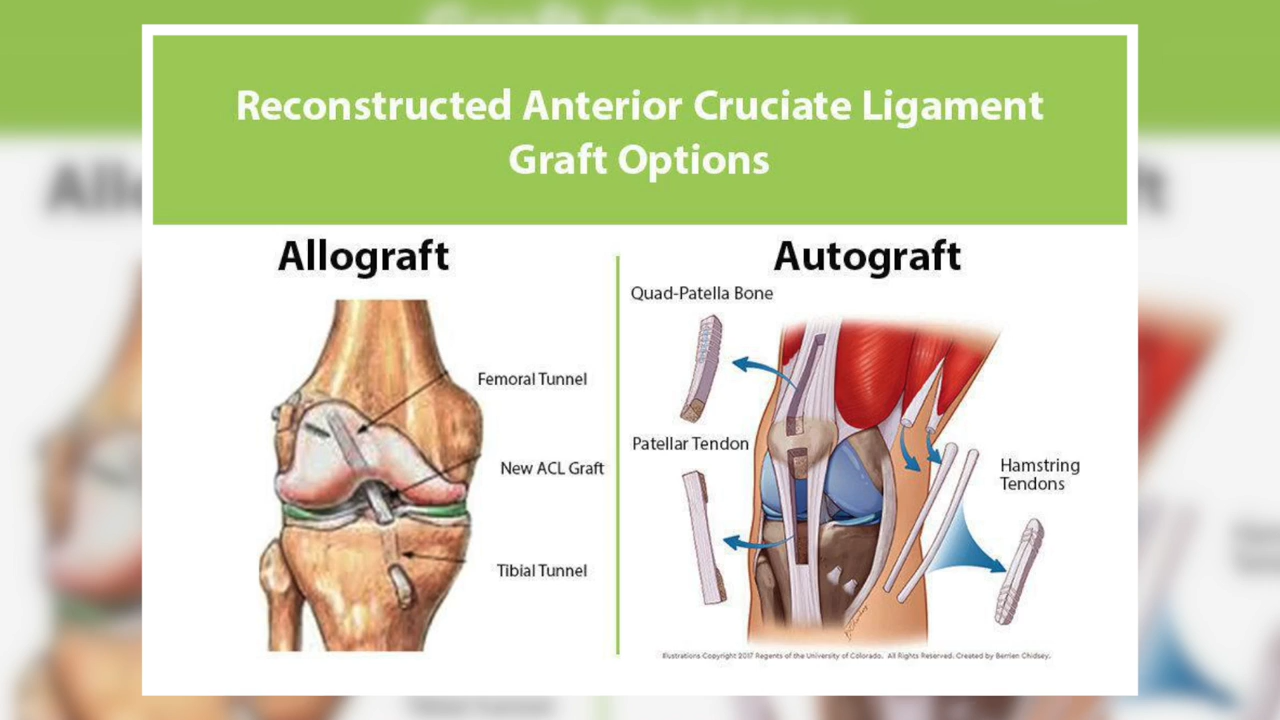 Reconstructed Anterior Cruciate Ligament
Graft Options
Allograft
Femoral Tunnel
New ACL Graft
Tibial Tunnel
Autograft
Quad-Patella Bone
Patellar Tendon
Hamstring
Tendons
Illustrations Copyright 2017 Regents of the University of Colorado. All Rights Reserved. Created by Berrien Chidsey.